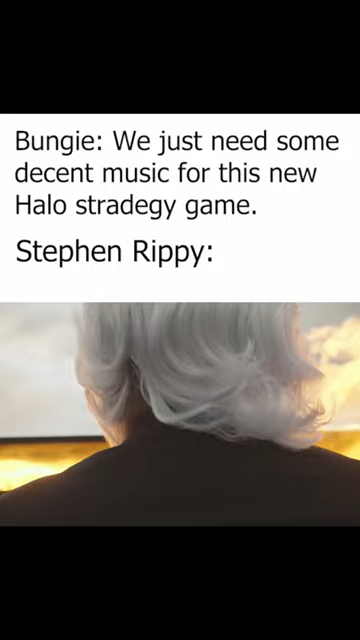 Bungie: We just need some
decent music for this new
Halo stradegy game.
Stephen Rippy: